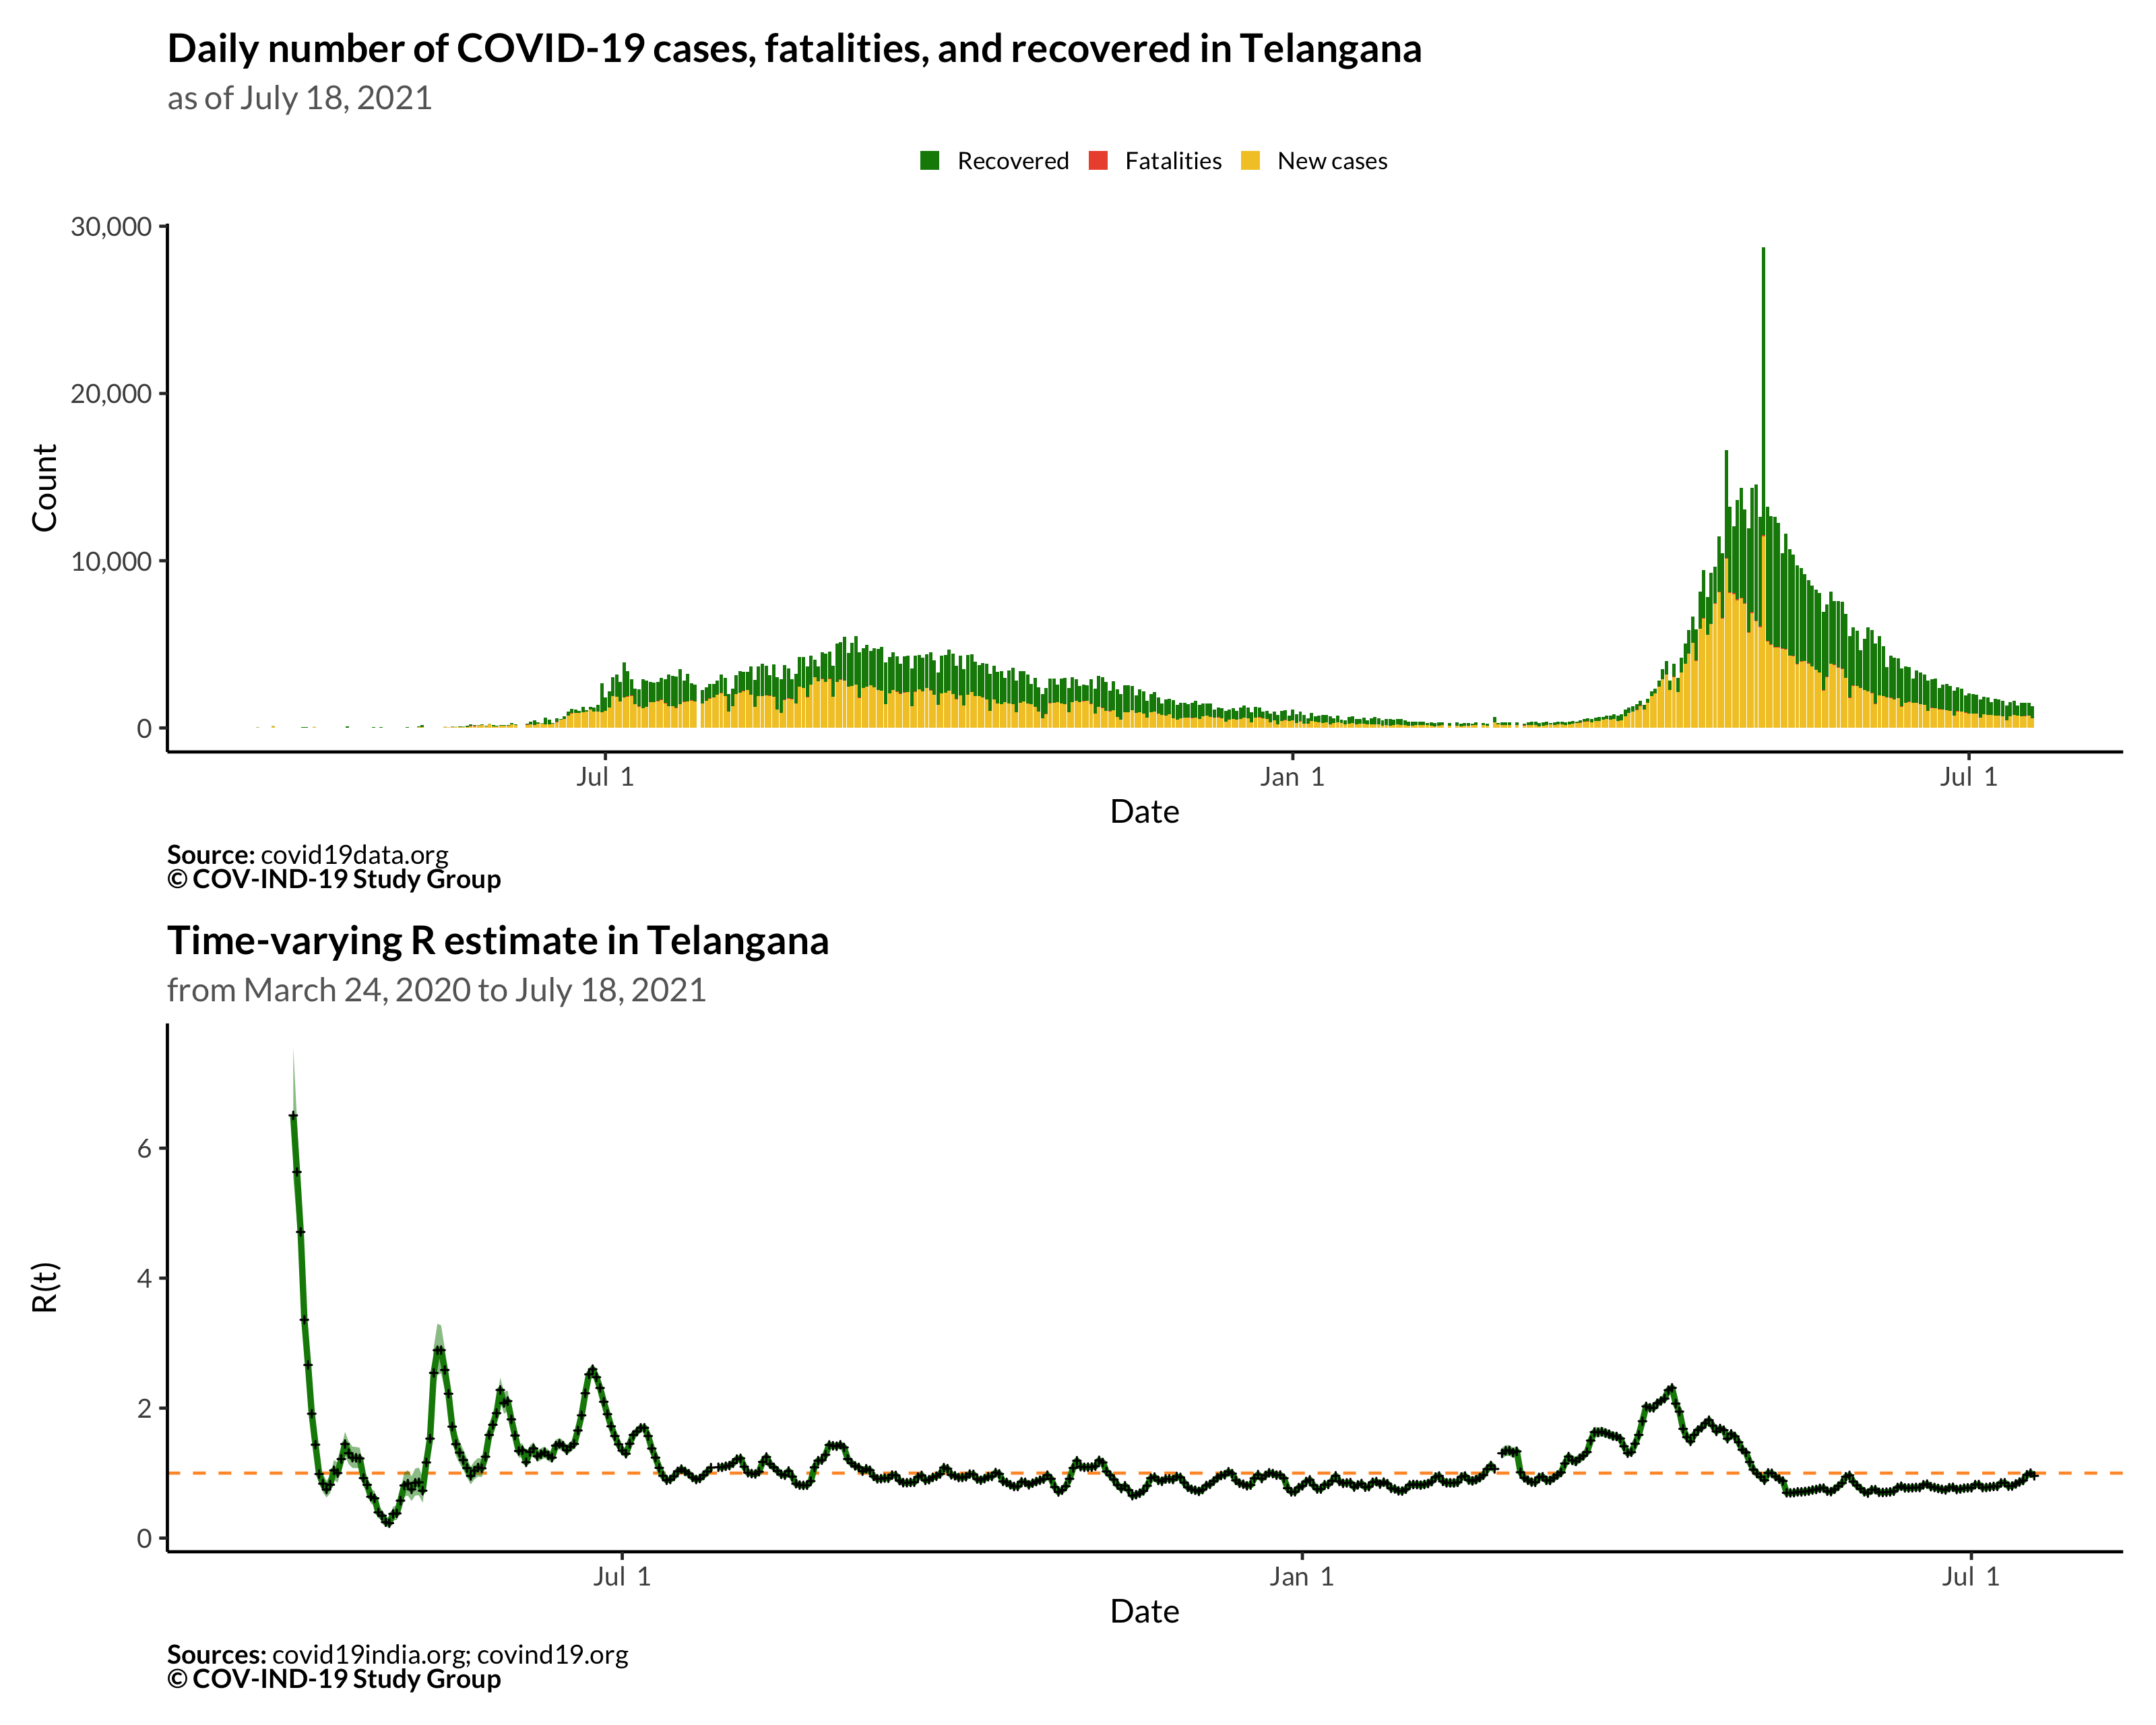 Daily number of COVID-19 cases, fatalities, and recovered in Telangana
as of July 18, 2021
Recovered Fatalities New cases
30,000
20,000
10,000
0
Count
Jul 1 Jan 1 Jul 1
Date
Source: covid19data.org
© COV-IND-19 Study Group
Time-varying R estimate in Telangana
from March 24, 2020 to July 18, 2021
6
4
2
0
R(t)
Jul 1 Jan 1 Jul 1
Date
Sources: covid19india.org; covind19.org
© COV-IND-19 Study Group